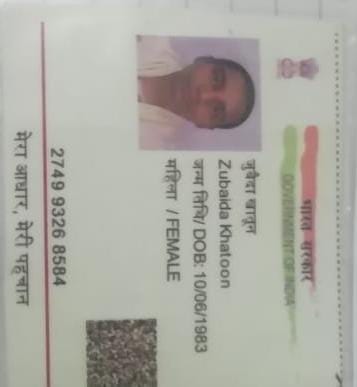 भारत सरकार
GOVERNMENT OF INDIA
जुबैदा खातून
Zubaida Khatoon
जन्म तिथि/ DOB: 10/06/1983
महिला / FEMALE
2749 9326 8584
मेरा आधार, मेरी पहचान